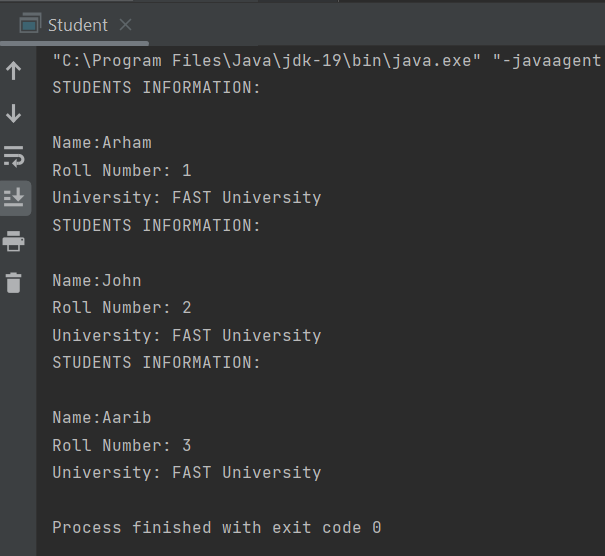 Student
"C:\Program Files\Java\jdk-19\bin\java.exe" "-javaagent
STUDENTS INFORMATION:
Name:Arham
Roll Number: 1
University: FAST University
STUDENTS INFORMATION:
Name:John
Roll Number: 2
University: FAST University
STUDENTS INFORMATION:
Name:Aarib
Roll Number: 3
University: FAST University
Process finished with exit code 0